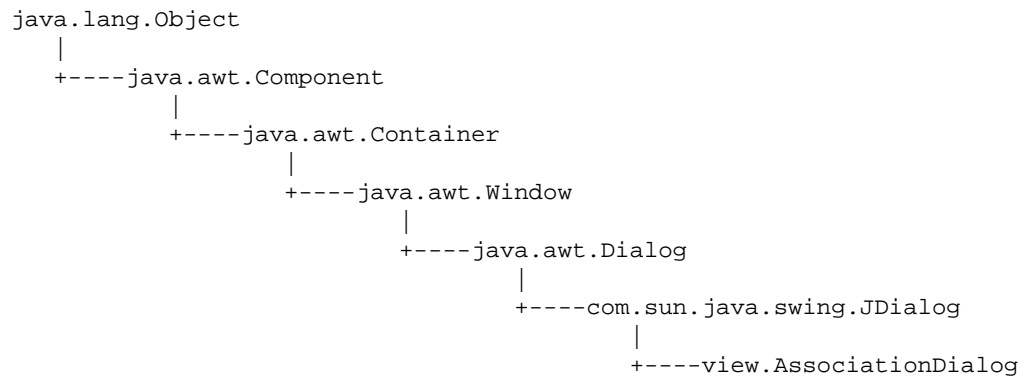 java.lang.Object
   |
   +----java.awt.Component
           |
           +----java.awt.Container
                   |
                   +----java.awt.Window
                           |
                           +----java.awt.Dialog
                                   |
                                   +----com.sun.java.swing.JDialog
                                           |
                                           +----view.AssociationDialog